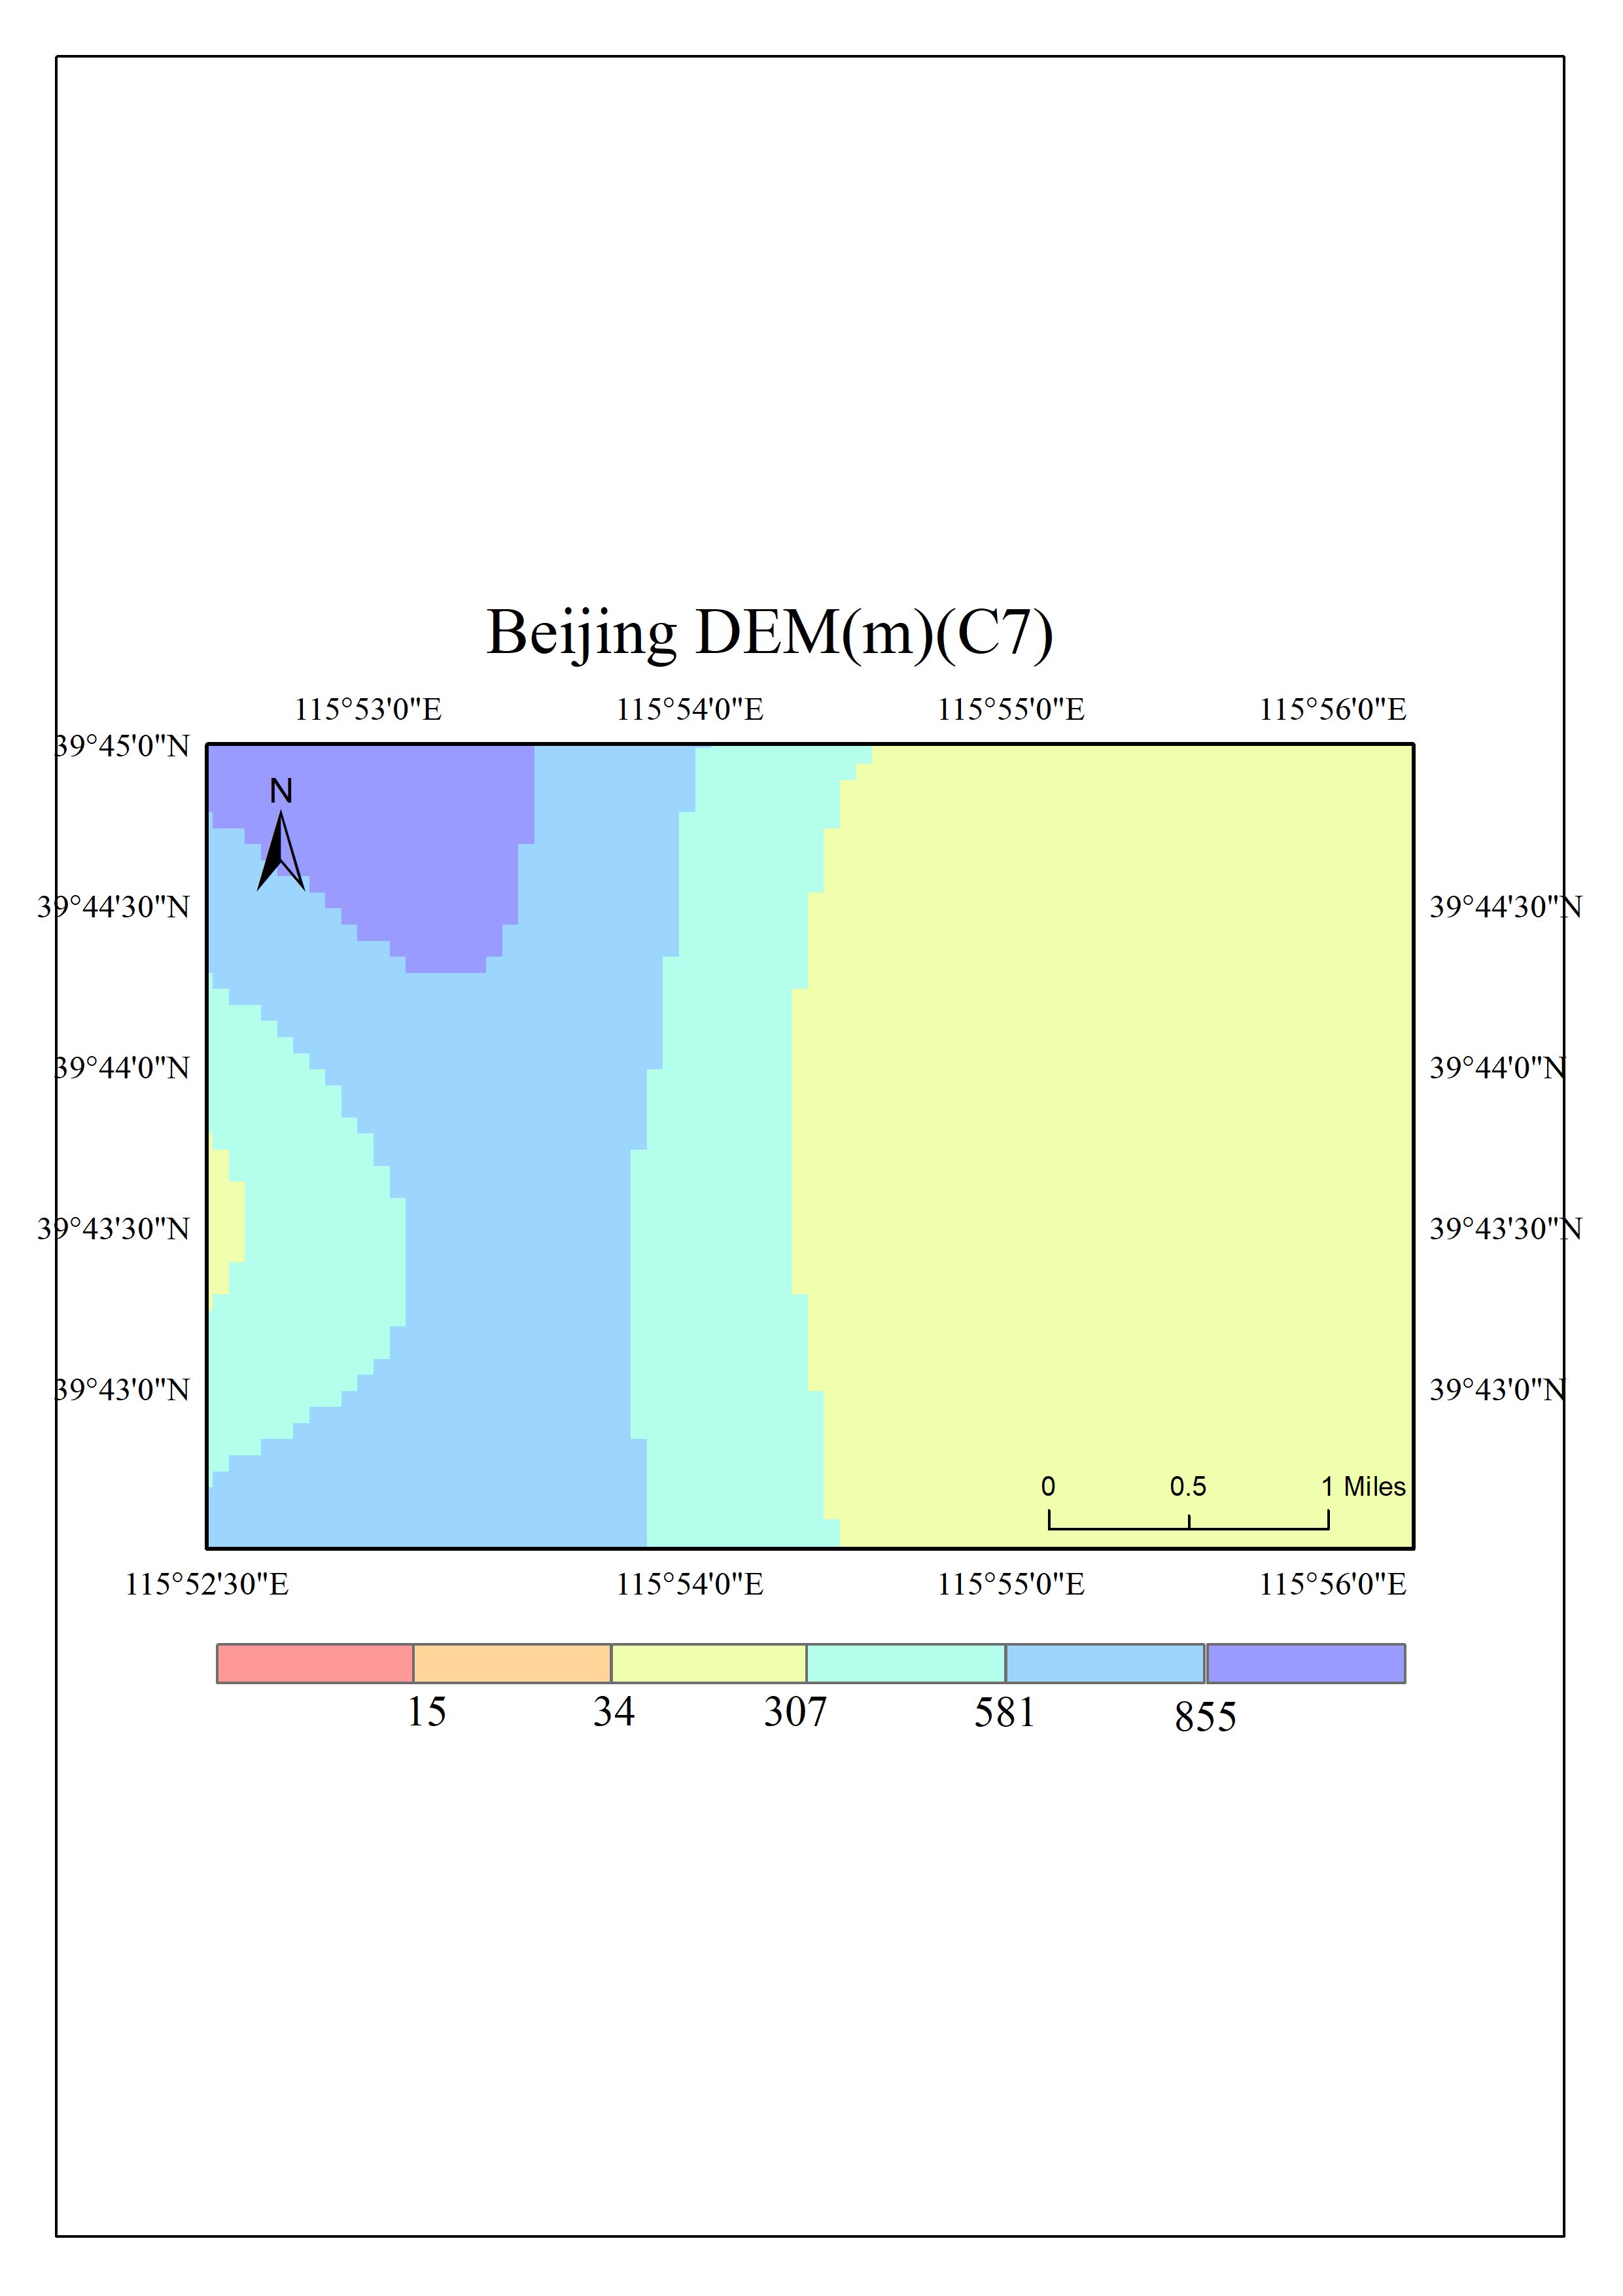 Beijing DEM(m)(C7)
115°53'0"E 115°54'0"E 115°55'0"E 115°56'0"E
39°45'0"N
N
39°44'30"N 39°44'30"N
39°44'0"N 39°44'0"N
39°43'30"N 39°43'30"N
39°43'0"N 39°43'0"N
0 0.5 1 Miles
115°52'30"E 115°54'0"E 115°55'0"E 115°56'0"E
15 34 307 581 855